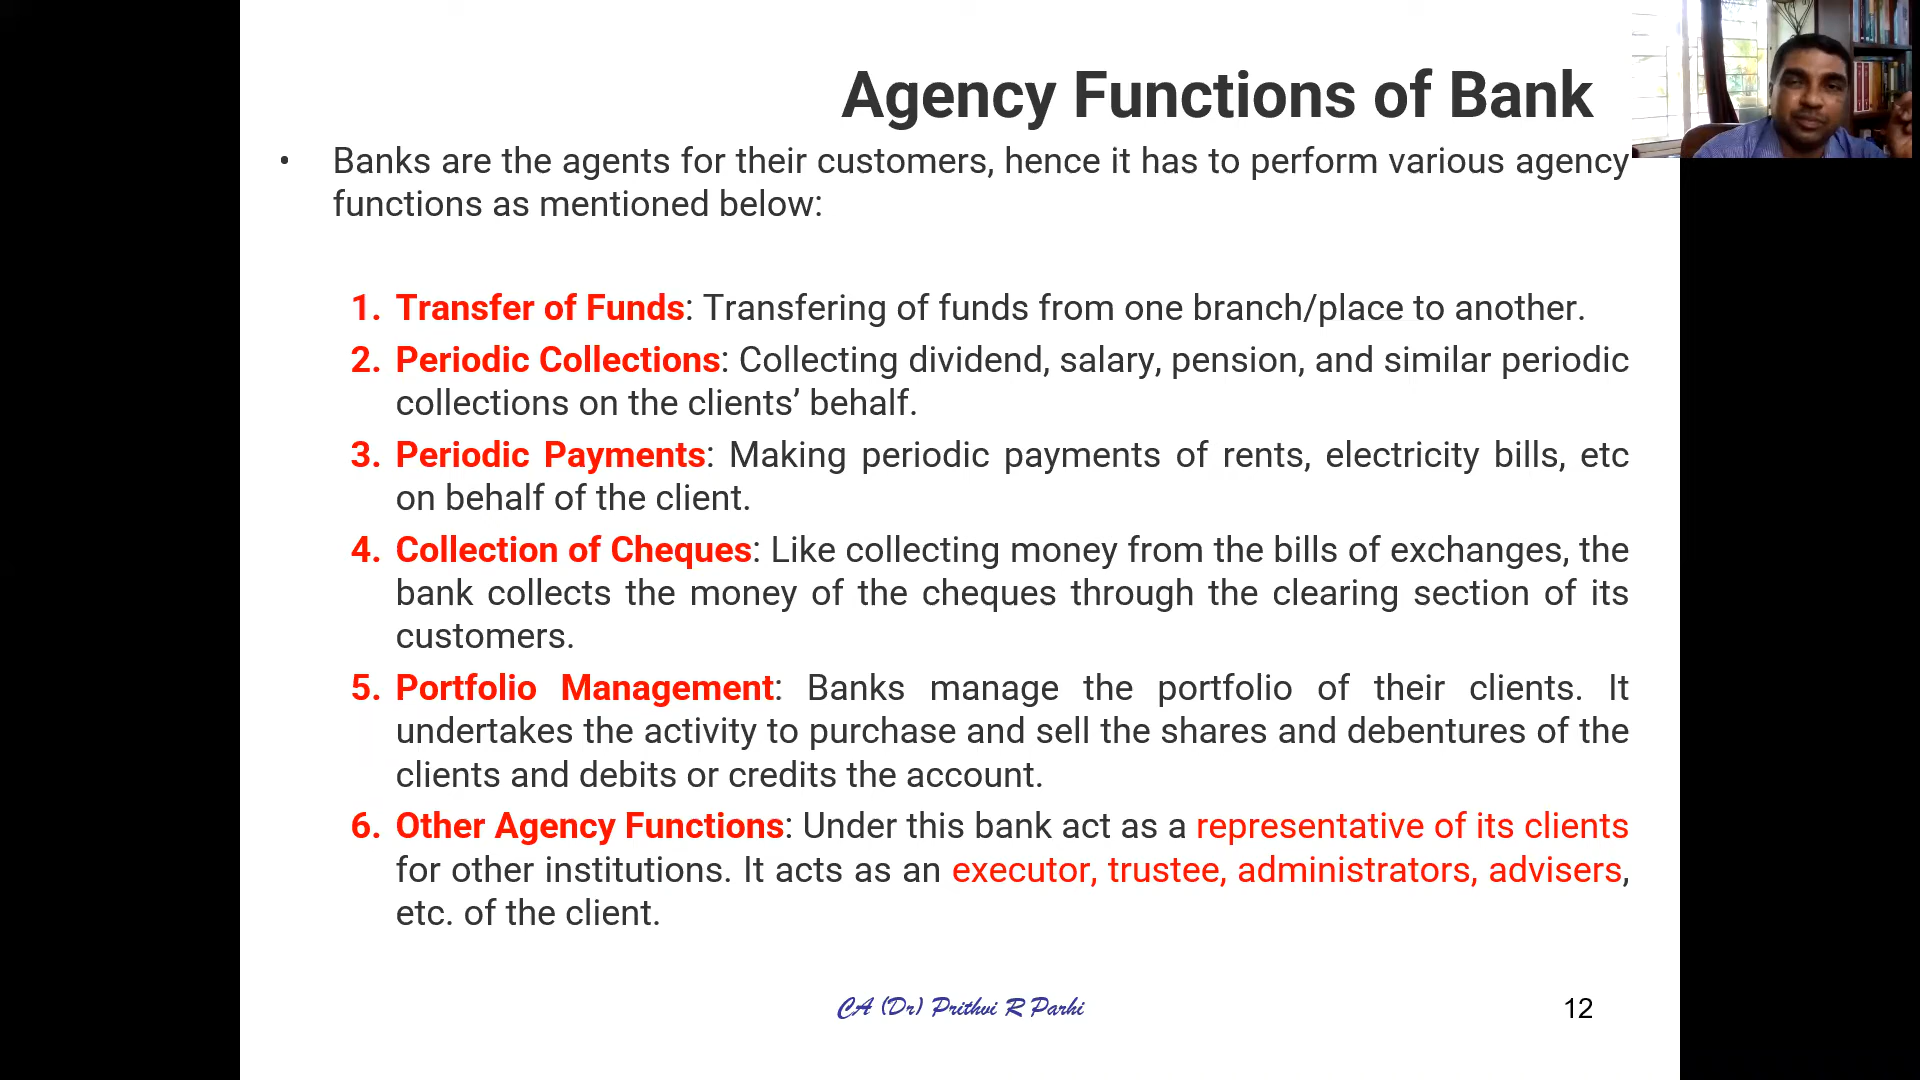 Agency Functions of Bank
• Banks are the agents for their customers, hence it has to perform various agency
functions as mentioned below:
1. Transfer of Funds: Transfering of funds from one branch/place to another.
2. Periodic Collections: Collecting dividend, salary, pension, and similar periodic
collections on the clients’ behalf.
3. Periodic Payments: Making periodic payments of rents, electricity bills, etc
on behalf of the client.
4. Collection of Cheques: Like collecting money from the bills of exchanges, the
bank collects the money of the cheques through the clearing section of its
customers.
5. Portfolio Management: Banks manage the portfolio of their clients. It
undertakes the activity to purchase and sell the shares and debentures of the
clients and debits or credits the account.
6. Other Agency Functions: Under this bank act as a representative of its clients
for other institutions. It acts as an executor, trustee, administrators, advisers,
etc. of the client.
CA (Dr) Prithvi R Parhi
12